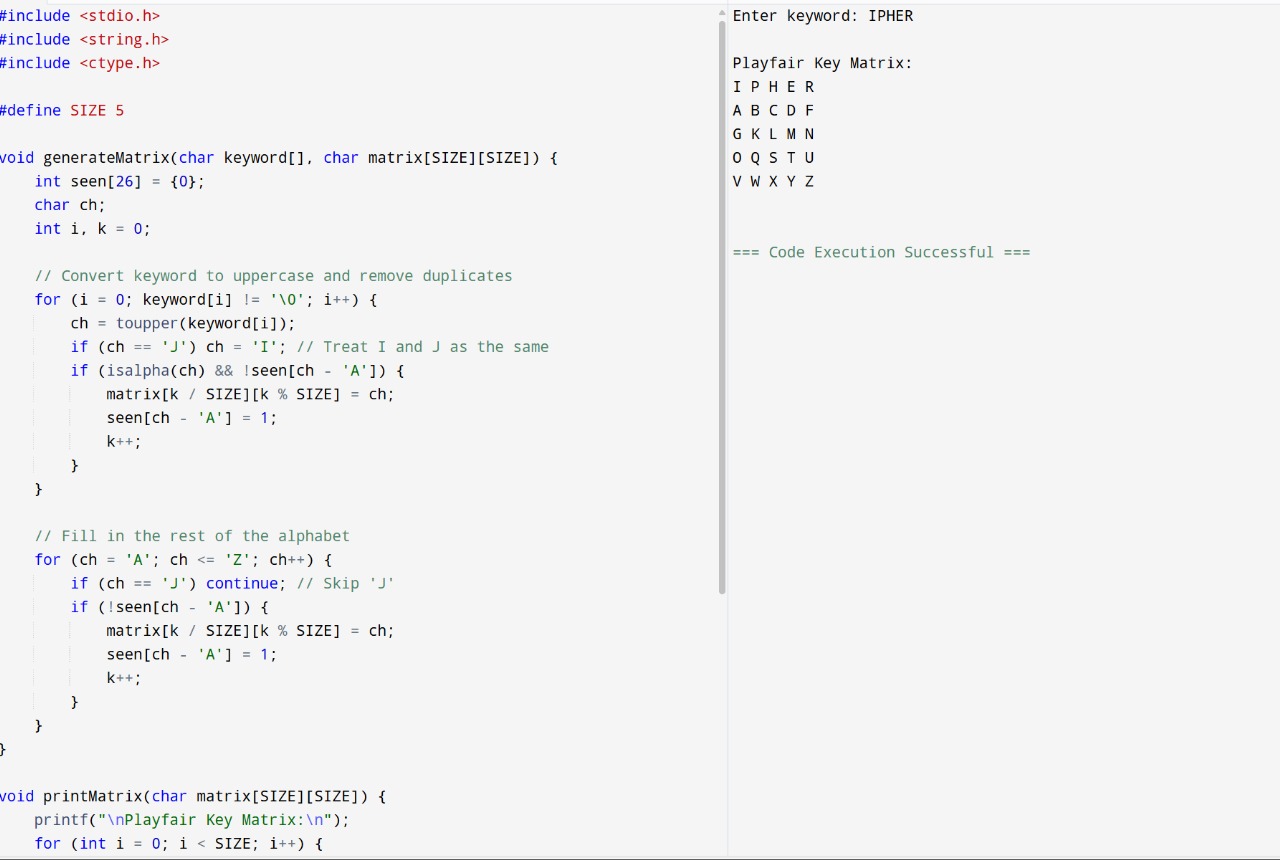 #include <stdio.h>
#include <string.h>
#include <ctype.h>

#define SIZE 5

void generateMatrix(char keyword[], char matrix[SIZE][SIZE]) {
    int seen[26] = {0};
    char ch;
    int i, k = 0;

    // Convert keyword to uppercase and remove duplicates
    for (i = 0; keyword[i] != '\0'; i++) {
        ch = toupper(keyword[i]);
        if (ch == 'J') ch = 'I'; // Treat I and J as the same
        if (isalpha(ch) && !seen[ch - 'A']) {
            matrix[k / SIZE][k % SIZE] = ch;
            seen[ch - 'A'] = 1;
            k++;
        }
    }

    // Fill in the rest of the alphabet
    for (ch = 'A'; ch <= 'Z'; ch++) {
        if (ch == 'J') continue; // Skip 'J'
        if (!seen[ch - 'A']) {
            matrix[k / SIZE][k % SIZE] = ch;
            seen[ch - 'A'] = 1;
            k++;
        }
    }
}

void printMatrix(char matrix[SIZE][SIZE]) {
    printf("\nPlayfair Key Matrix:\n");
    for (int i = 0; i < SIZE; i++) {
Enter keyword: IPHER

Playfair Key Matrix:
I P H E R
A B C D F
G K L M N
O Q S T U
V W X Y Z

=== Code Execution Successful ===